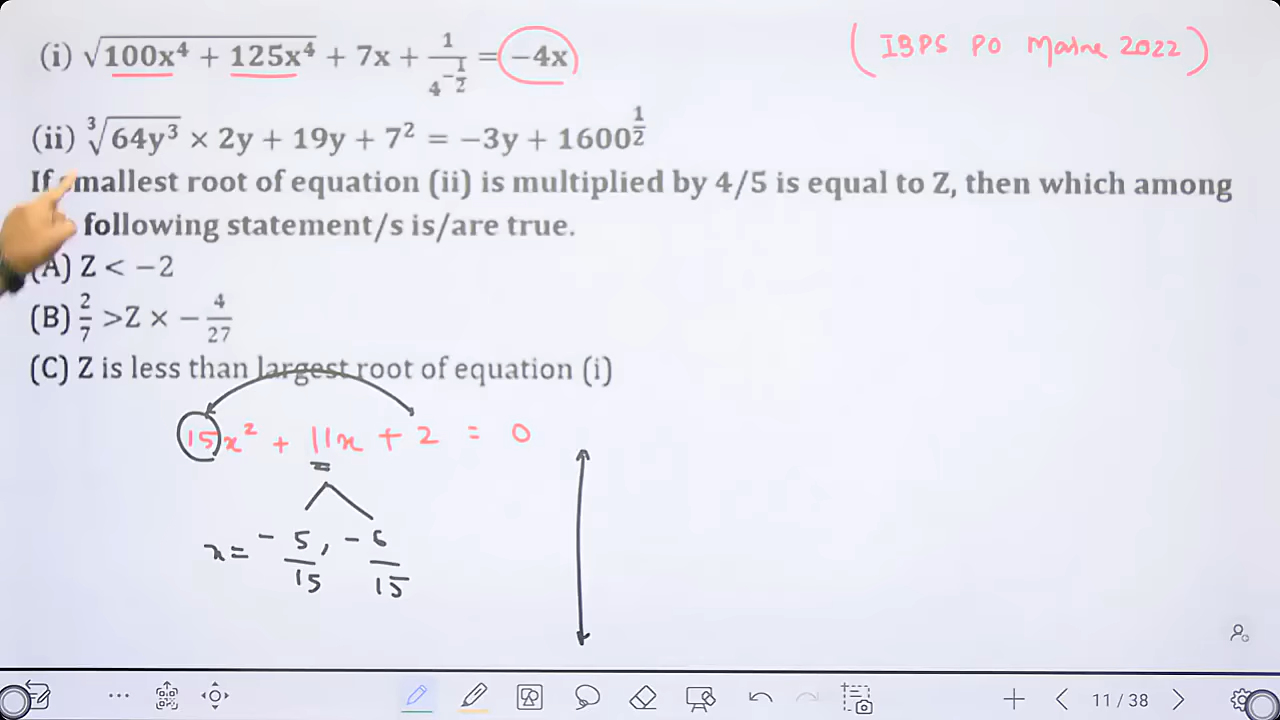 (i) √100x⁴ + 125x⁴ + 7x + 1/4^(-1/2) = -4x (IBPS PO Maine 2022)
(ii) ∛64y³ × 2y + 19y + 7² = -3y + 1600^(1/2)
If smallest root of equation (ii) is multiplied by 4/5 is equal to Z, then which among
following statement/s is/are true.
(A) Z < -2
(B) 2/7 >Z × - 4/27
(C) Z is less than largest root of equation (i)
15x² + 11x + 2 = 0
x = - 5/15, - 6/15
11 / 38